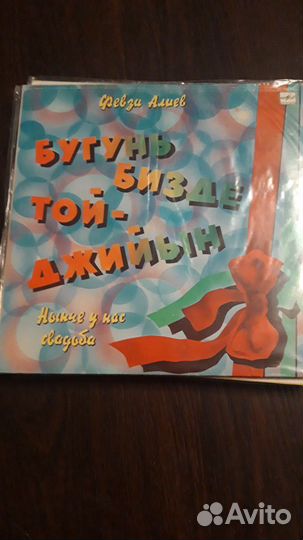 Февзи Алиев
БУГУНЬ
БИЗДЕ
ТОЙ-
ДЖИЙЫН
Нынче у нас
свадьба
Avito